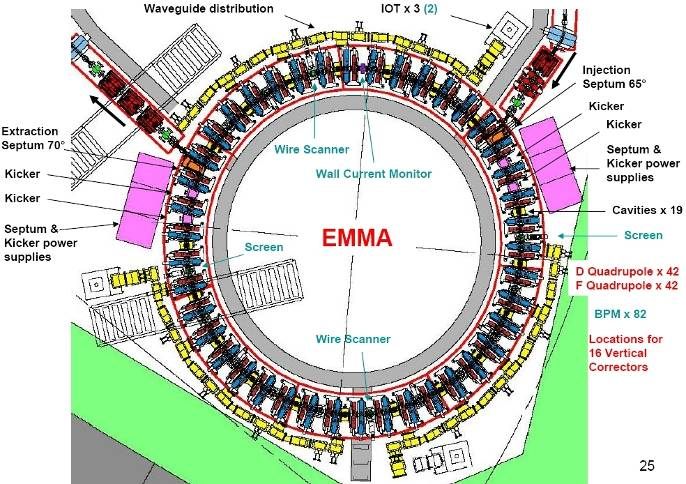 Waveguide distribution
IOT x 3 (2)
Injection
Septum 65°
Kicker
Kicker
Septum &
Kicker power
supplies
Cavities x 19
Screen
D Quadrupole x 42
F Quadrupole x 42
BPM x 82
Locations for
16 Vertical
Correctors
Extraction
Septum 70°
Kicker
Kicker
Septum &
Kicker power
supplies
Wire Scanner
Wall Current Monitor
EMMA
Screen
Wire Scanner
25